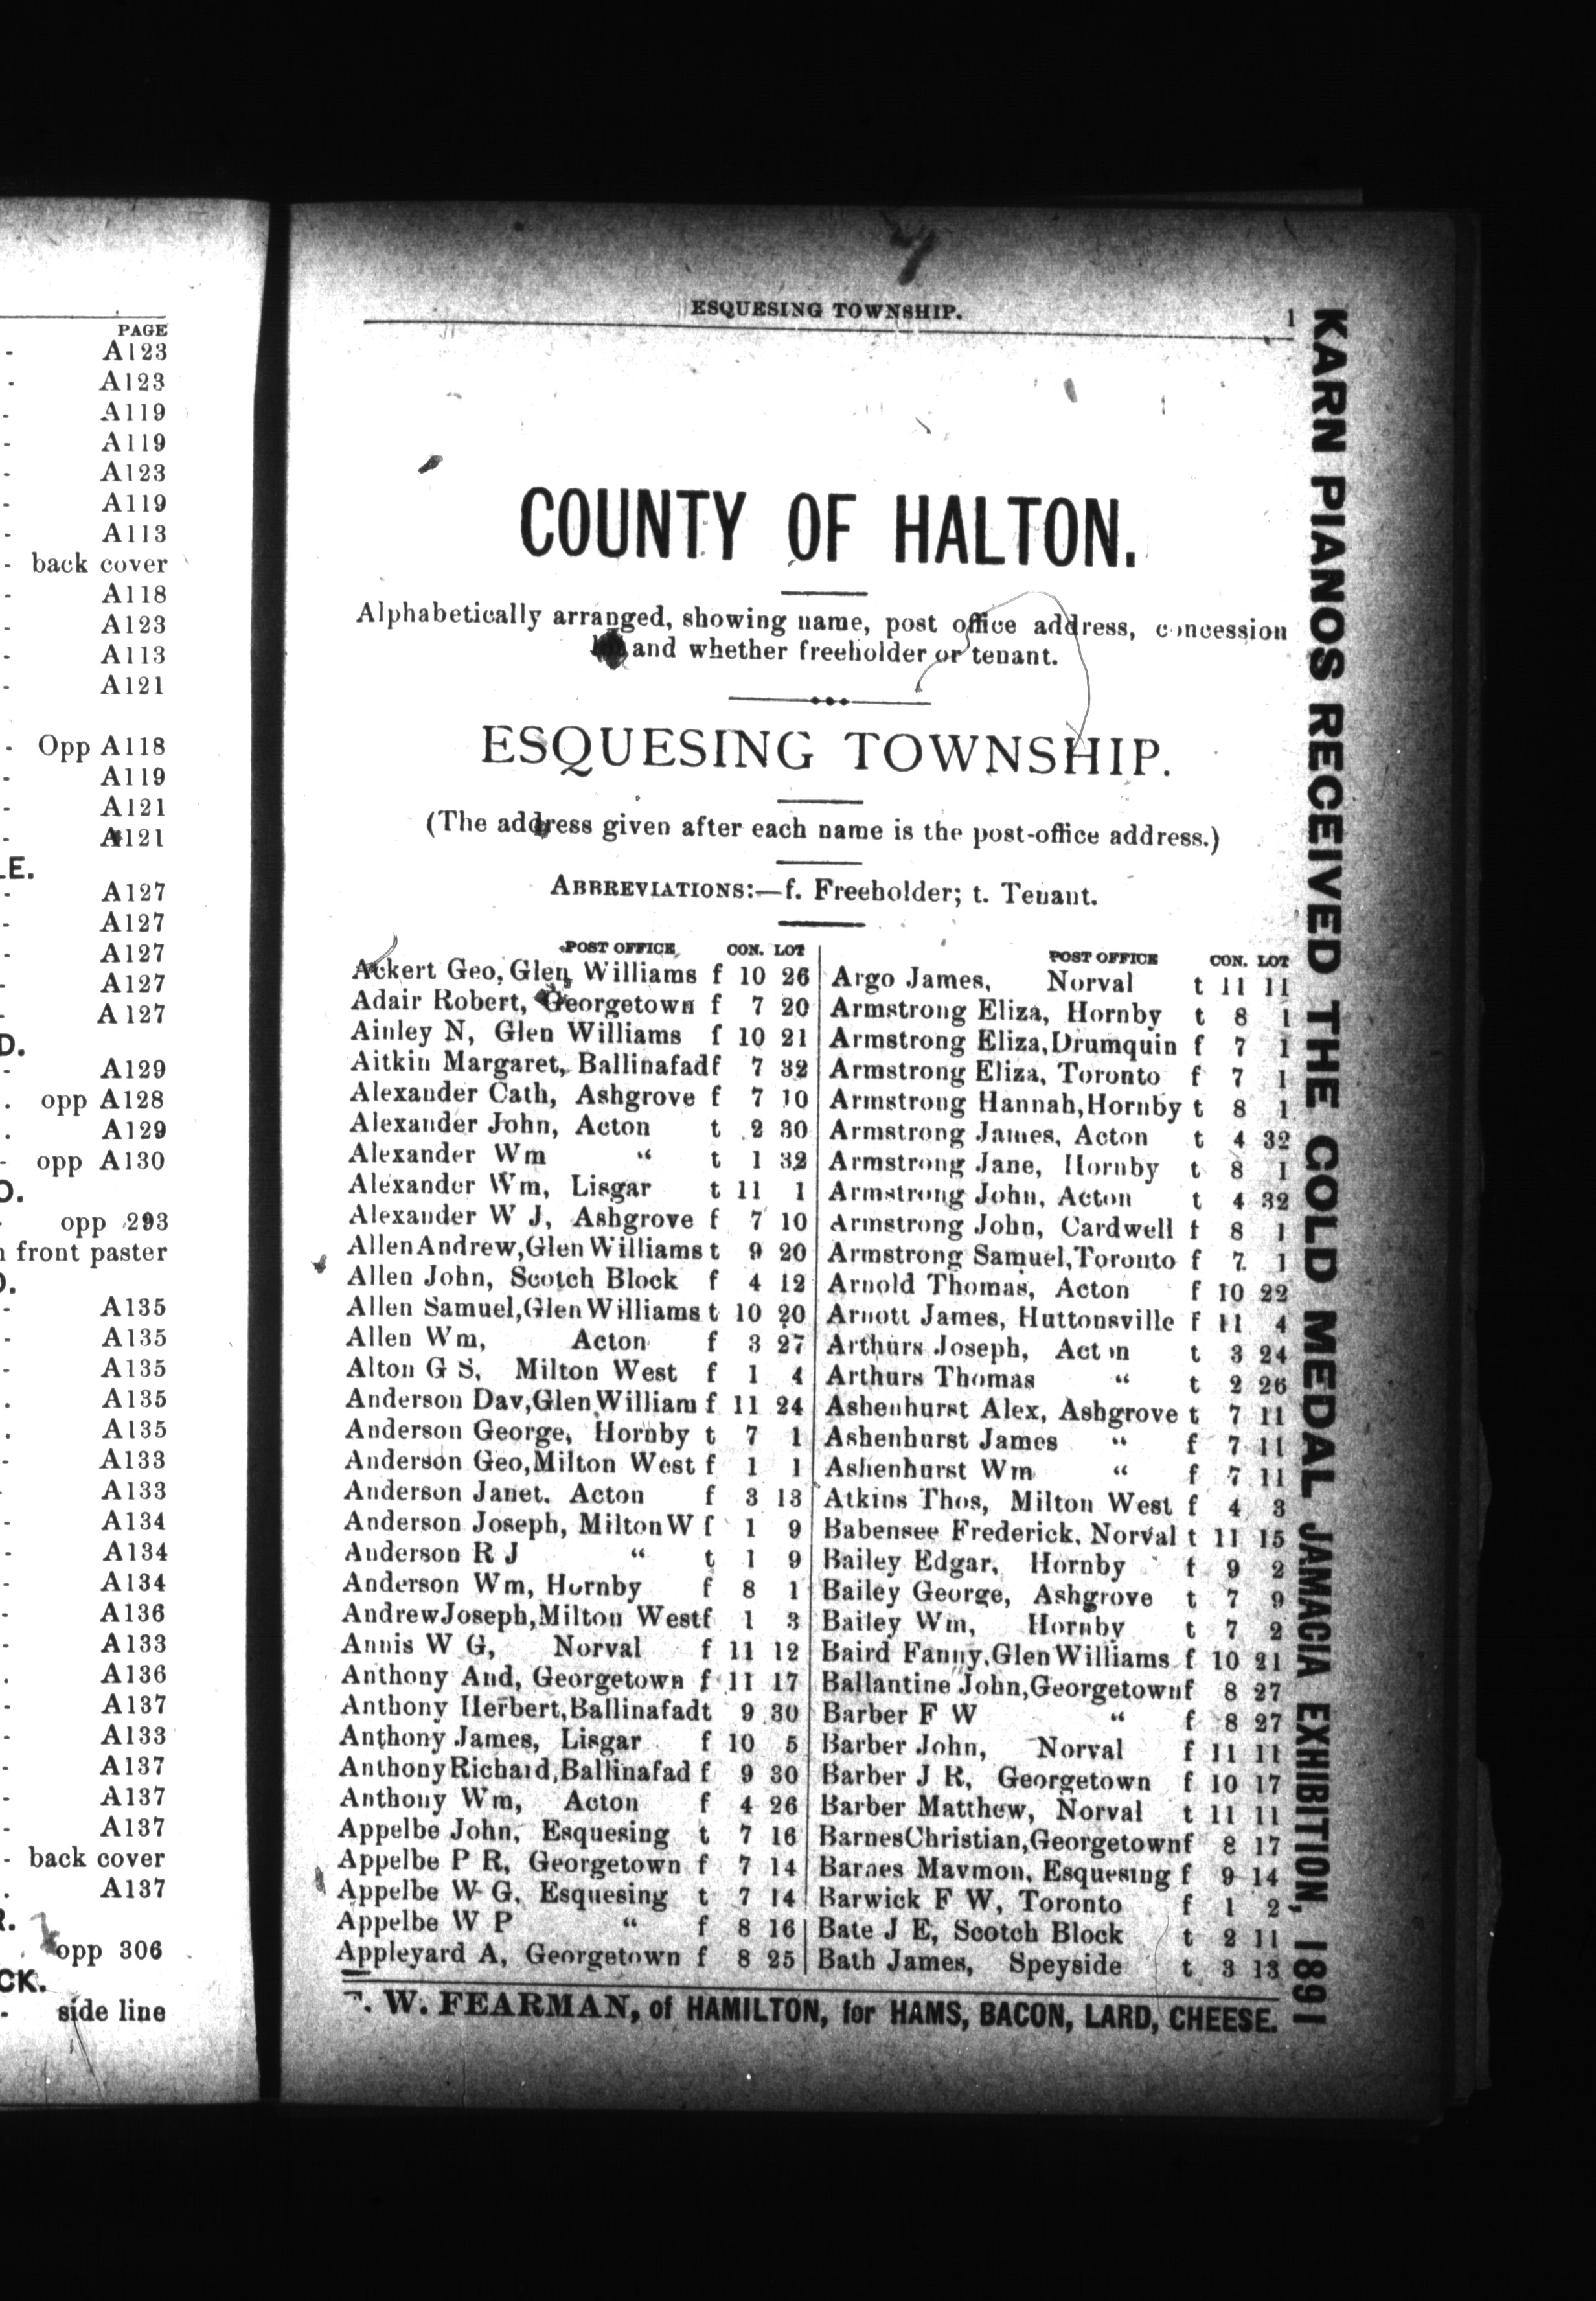 PAGE
- A123
- A123
- A119
- A119
- A123
- A119
- A113
- back cover
- A118
- A123
- A113
- A121
- Opp A118
- A119
- A121
- A121
LE.
- A127
- A127
- A127
- A127
- A 127
D.
- A129
. opp A128
. A129
- opp A130
O.
opp 293
front paster
- A135
- A135
- A135
. A135
. A135
- A133
- A133
- A134
- A134
- A134
- A136
- A133
. A136
- A137
- A133
- A137
- A137
- A137
- back cover
. A137
R.
opp 306
CK.
- side line
ESQUESING TOWNSHIP. 1
COUNTY OF HALTON.
Alphabetically arranged, showing name, post office address, concession
and whether freeholder or tenant.
ESQUESING TOWNSHIP.
(The address given after each name is the post-office address.)
ABBREVIATIONS:—f. Freeholder; t. Tenant.
POST OFFICE CON. LOT
Ackert Geo, Glen Williams f 10 26
Adair Robert, Georgetown f 7 20
Ainley N, Glen Williams f 10 21
Aitkin Margaret, Ballinafad f 7 32
Alexander Cath, Ashgrove f 7 10
Alexander John, Acton t 2 30
Alexander Wm “ t 1 32
Alexander Wm, Lisgar t 11 1
Alexander W J, Ashgrove f 7 10
Allen Andrew, Glen Williams t 9 20
Allen John, Scotch Block f 4 12
Allen Samuel, Glen Williams t 10 20
Allen Wm, Acton f 3 27
Alton G S, Milton West f 1 4
Anderson Dav, Glen William f 11 24
Anderson George, Hornby t 7 1
Anderson Geo, Milton West f 1 1
Anderson Janet. Acton f 3 13
Anderson Joseph, Milton W f 1 9
Anderson R J “ t 1 9
Anderson Wm, Hornby f 8 1
Andrew Joseph, Milton West f 1 3
Annis W G, Norval f 11 12
Anthony And, Georgetown f 11 17
Anthony Herbert, Ballinafad t 9 30
Anthony James, Lisgar f 10 5
Anthony Richard, Ballinafad f 9 30
Anthony Wm, Acton f 4 26
Appelbe John, Esquesing t 7 16
Appelbe P R, Georgetown f 7 14
Appelbe W G, Esquesing t 7 14
Appelbe W P “ f 8 16
Appleyard A, Georgetown f 8 25
POST OFFICE CON. LOT
Argo James, Norval t 11 11
Armstrong Eliza, Hornby t 8 1
Armstrong Eliza, Drumquin f 7 1
Armstrong Eliza, Toronto f 7 1
Armstrong Hannah, Hornby t 8 1
Armstrong James, Acton t 4 32
Armstrong Jane, Hornby t 8 1
Armstrong John, Acton t 4 32
Armstrong John, Cardwell f 8 1
Armstrong Samuel, Toronto f 7 1
Arnold Thomas, Acton f 10 22
Arnott James, Huttonsville f 11 4
Arthurs Joseph, Acton t 3 24
Arthurs Thomas “ t 2 26
Ashenhurst Alex, Ashgrove t 7 11
Ashenhurst James “ f 7 11
Ashenhurst Wm “ f 7 11
Atkins Thos, Milton West f 4 3
Babensee Frederick, Norval t 11 15
Bailey Edgar, Hornby f 9 2
Bailey George, Ashgrove t 7 9
Bailey Wm, Hornby t 7 2
Baird Fanny, Glen Williams f 10 21
Ballantine John, Georgetown f 8 27
Barber F W “ f 8 27
Barber John, Norval f 11 11
Barber J R, Georgetown f 10 17
Barber Matthew, Norval t 11 11
Barnes Christian, Georgetown f 8 17
Barnes Maymon, Esquesing f 9 14
Barwick F W, Toronto f 1 2
Bate J E, Scotch Block t 2 11
Bath James, Speyside t 3 13
W. FEARMAN, of HAMILTON, for HAMS, BACON, LARD, CHEESE.
KARN PIANOS RECEIVED THE GOLD MEDAL JAMACIA EXHIBITION, 1891